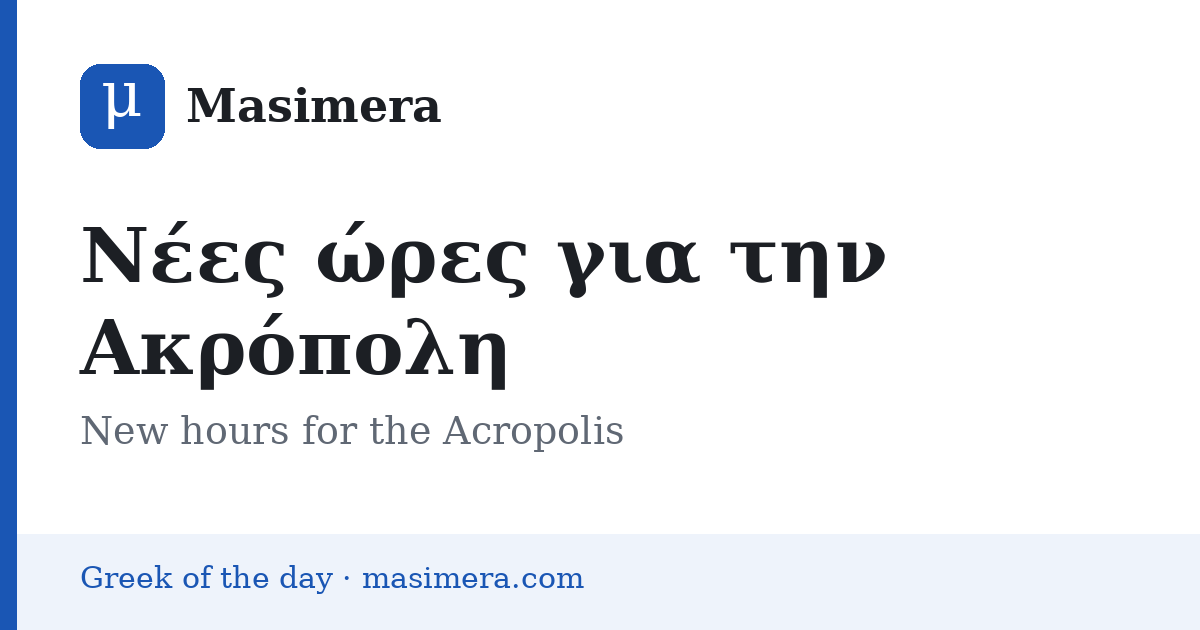 μ Masimera
Νέες ώρες για την
Ακρόπολη
New hours for the Acropolis
Greek of the day · masimera.com